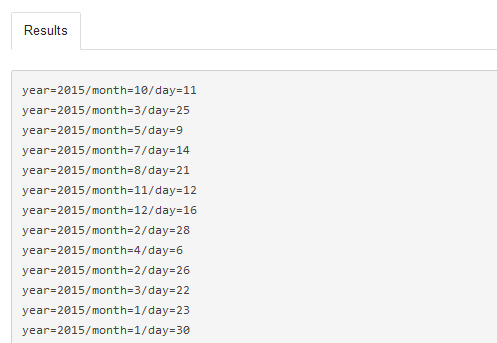 Results
year=2015/month=10/day=11
year=2015/month=3/day=25
year=2015/month=5/day=9
year=2015/month=7/day=14
year=2015/month=8/day=21
year=2015/month=11/day=12
year=2015/month=12/day=16
year=2015/month=2/day=28
year=2015/month=4/day=6
year=2015/month=2/day=26
year=2015/month=3/day=22
year=2015/month=1/day=23
year=2015/month=1/day=30